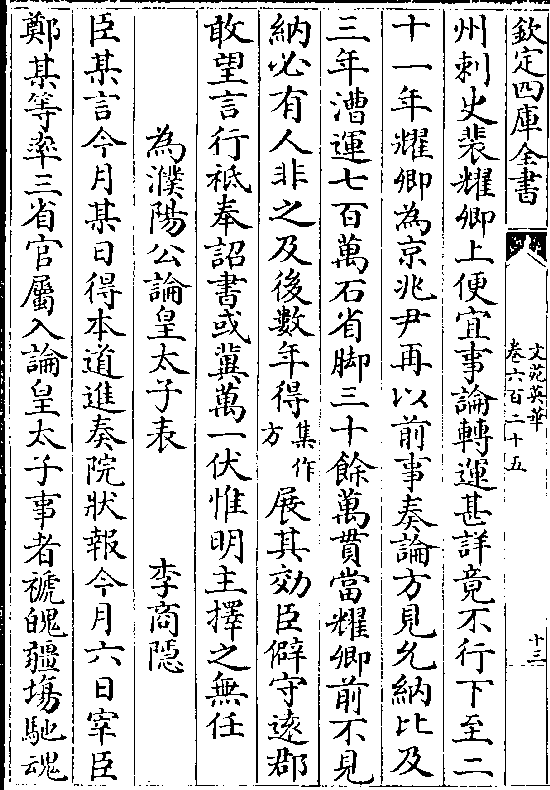 欽定四庫全書
文苑英華
卷六百二十五
十三
州刺史裴耀卿上便宜事論轉運甚詳竟不行下至二
十一年耀卿為京兆尹再以前事奏論方見允納比及
三年漕運七百萬石省脚三十餘萬貫當耀卿前不見
納必有人非之及後數年得集作方展其効臣僻守逺郡
敢望言行祗奉詔書或冀萬一伏惟明主擇之無任
為濮陽公論皇太子表 李商隠
臣某言今月某日得本道進奏院狀報今月六日宰臣
鄭某等率三省官屬入論皇太子事者禠魄疆塲馳魂